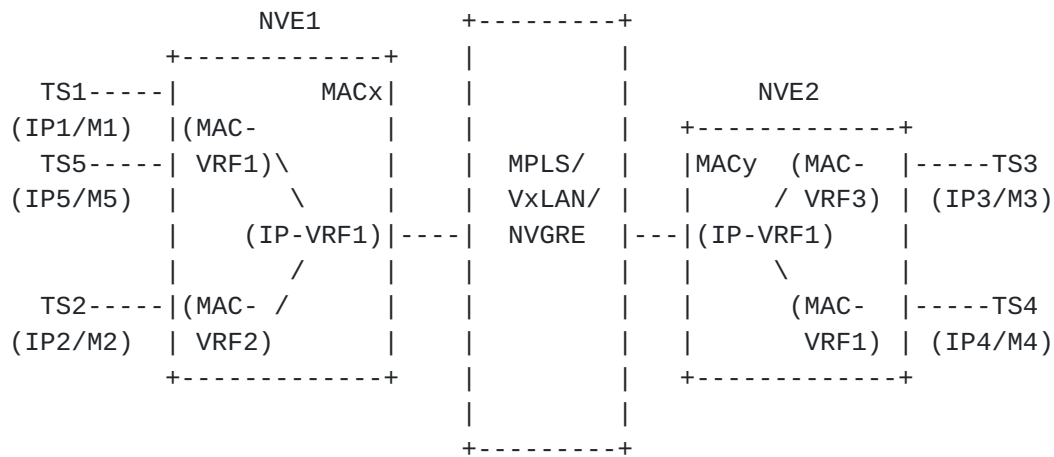 NVE1         +---------+
        +-------------+    |         |
  TS1-----|         MACx|    |         |        NVE2
(IP1/M1)  |(MAC-        |    |         |   +-------------+
  TS5-----| VRF1)\      |    |  MPLS/  |   |MACy  (MAC-  |-----TS3
(IP5/M5)  |       \     |    |  VxLAN/ |   |     / VRF3) | (IP3/M3)
          |    (IP-VRF1)|----|  NVGRE  |---|(IP-VRF1)    |
          |       /     |    |         |   |     \       |
  TS2-----|(MAC- /      |    |         |   |      (MAC-  |-----TS4
(IP2/M2)  | VRF2)       |    |         |   |       VRF1) | (IP4/M4)
          +-------------+    |         |   +-------------+
                             |         |
                             +---------+